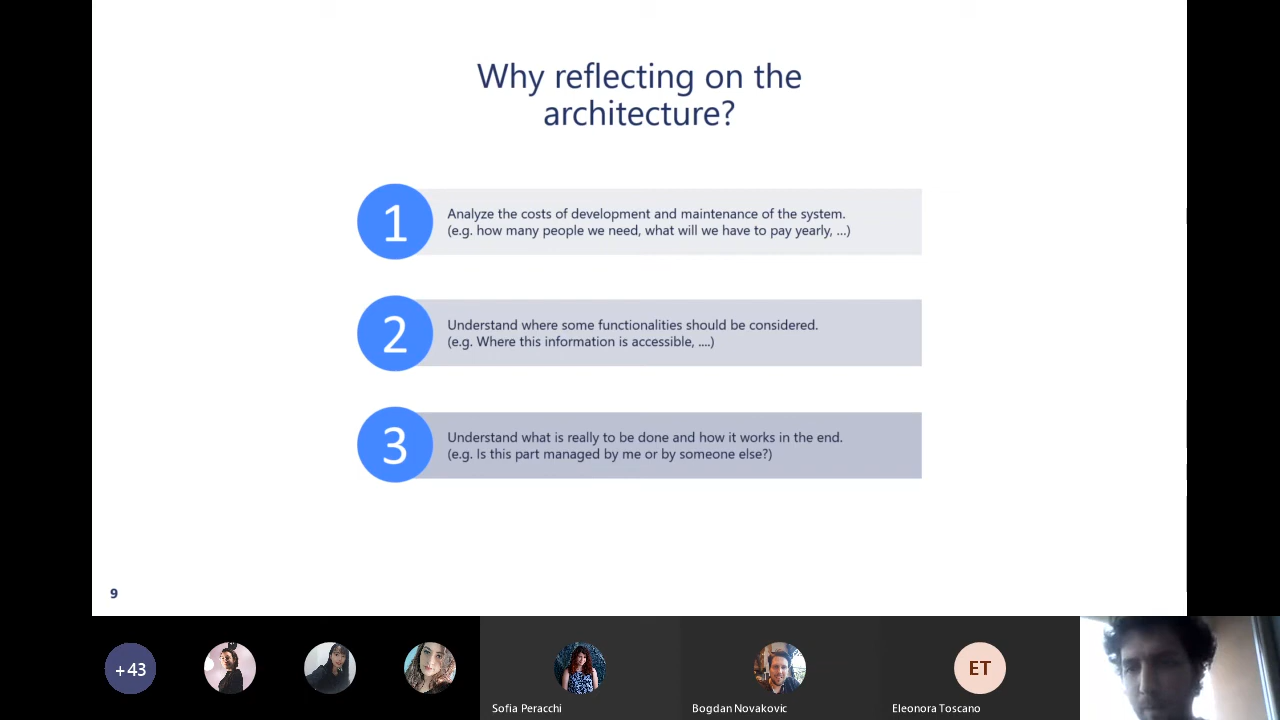 Why reflecting on the
architecture?
1
Analyze the costs of development and maintenance of the system.
(e.g. how many people we need, what will we have to pay yearly, ...)
2
Understand where some functionalities should be considered.
(e.g. Where this information is accessible, ....)
3
Understand what is really to be done and how it works in the end.
(e.g. Is this part managed by me or by someone else?)
9
+43
ET
Sofia Peracchi
Bogdan Novakovic
Eleonora Toscano